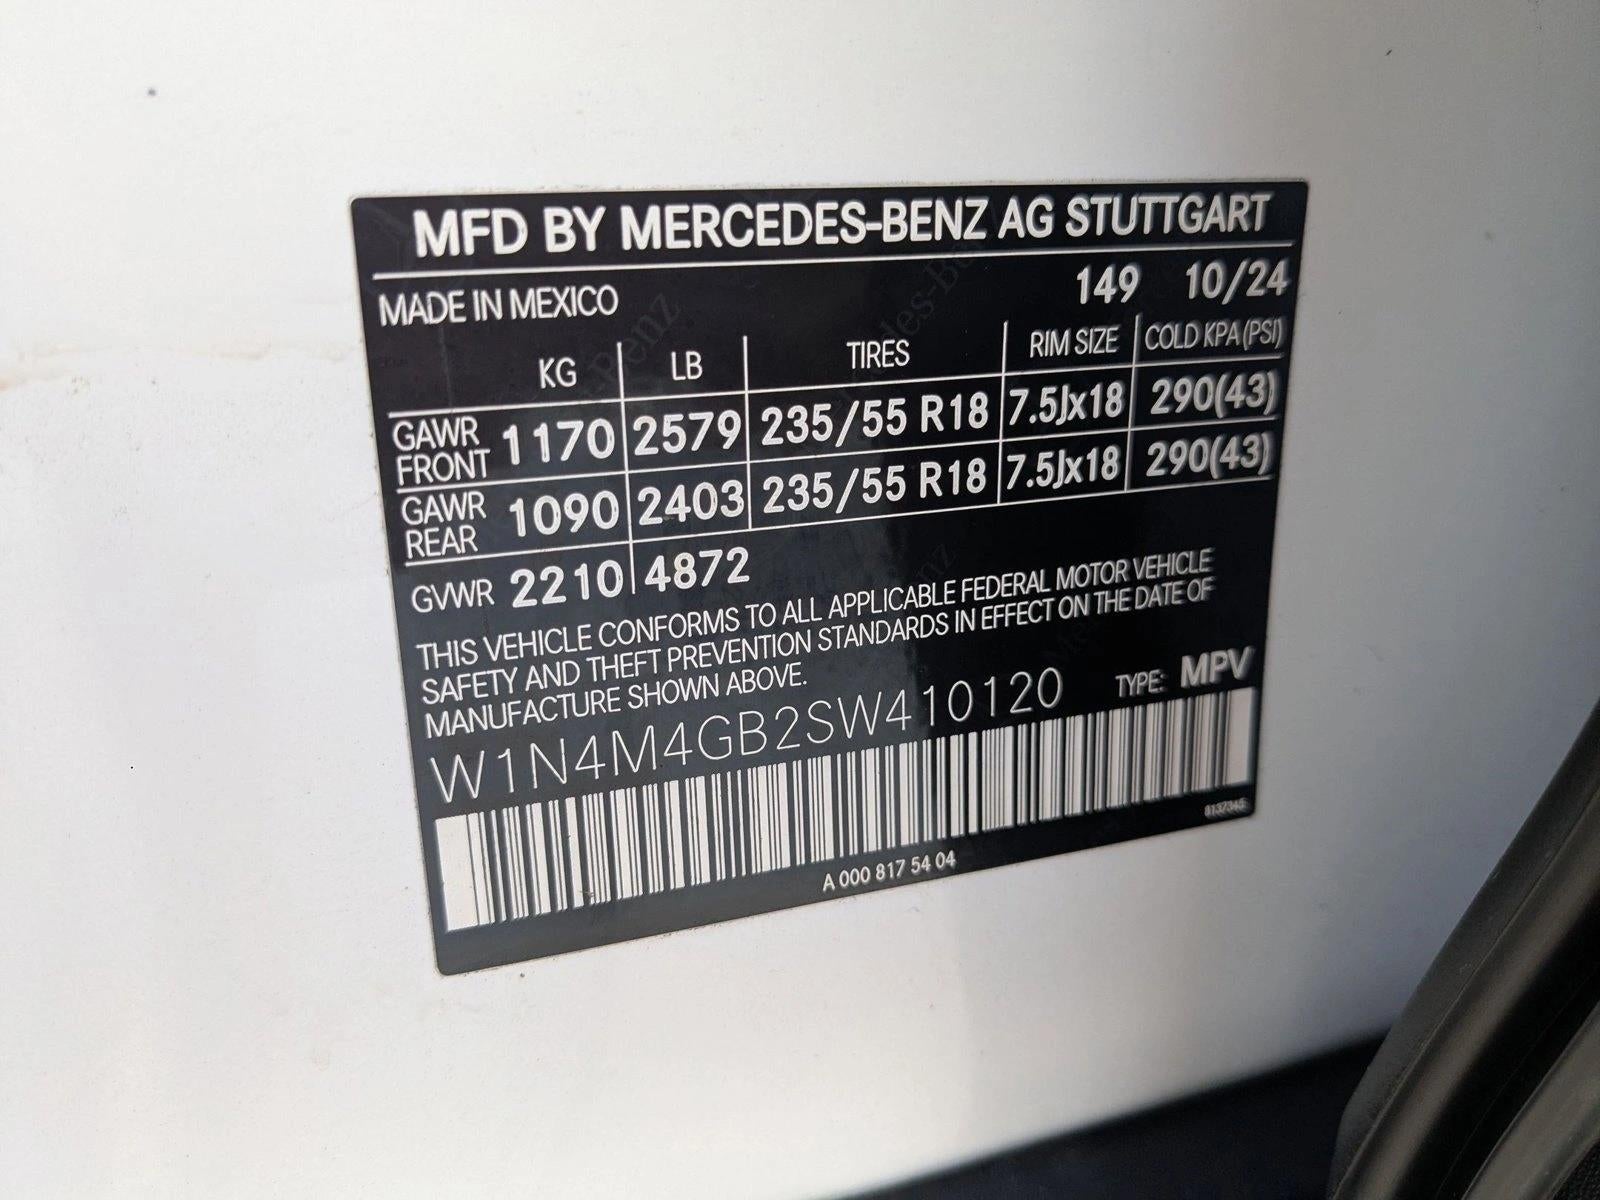 MFD BY MERCEDES-BENZ AG STUTTGART
MADE IN MEXICO 149 10/24
KG LB TIRES RIM SIZE COLD KPA (PSI)
GAWR FRONT 1170 2579 235/55 R18 7.5Jx18 290(43)
GAWR REAR 1090 2403 235/55 R18 7.5Jx18 290(43)
GVWR 2210 4872
THIS VEHICLE CONFORMS TO ALL APPLICABLE FEDERAL MOTOR VEHICLE
SAFETY AND THEFT PREVENTION STANDARDS IN EFFECT ON THE DATE OF
MANUFACTURE SHOWN ABOVE.
W1N4M4GB2SW410120 TYPE: MPV
A 000 817 54 04